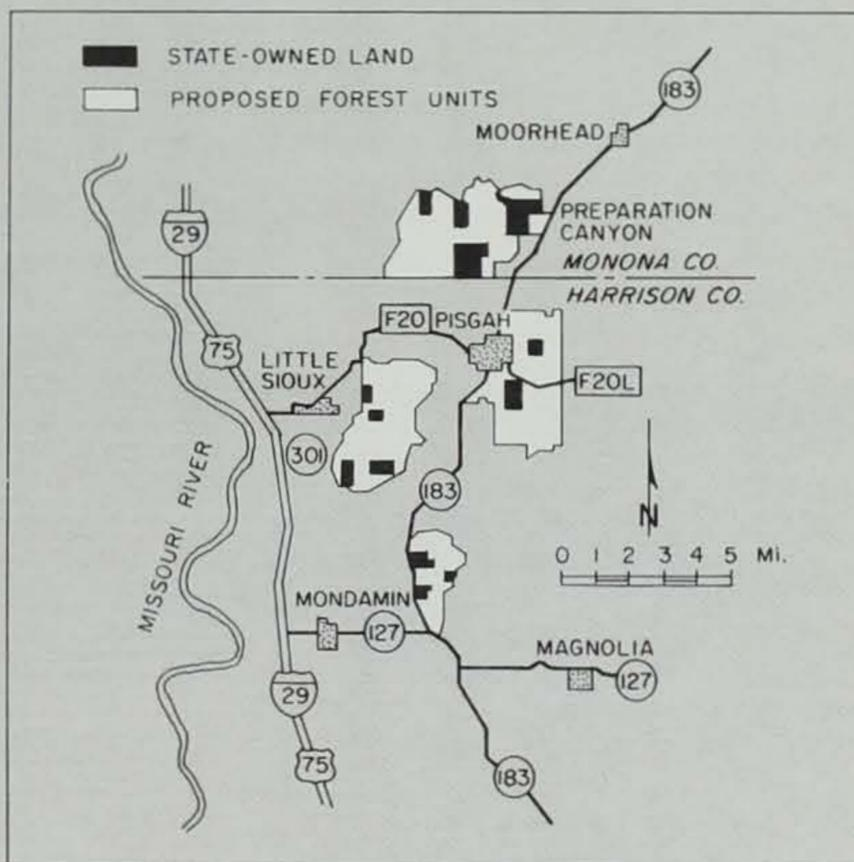 STATE-OWNED LAND
PROPOSED FOREST UNITS
183
MOORHEAD
29
PREPARATION
CANYON
MONONA CO.
HARRISON CO.
F20
PISGAH
75
LITTLE
SIOUX
F20L
301
183
MISSOURI RIVER
N
0 1 2 3 4 5 Mi.
MONDAMIN
127
MAGNOLIA
127
29
75
183